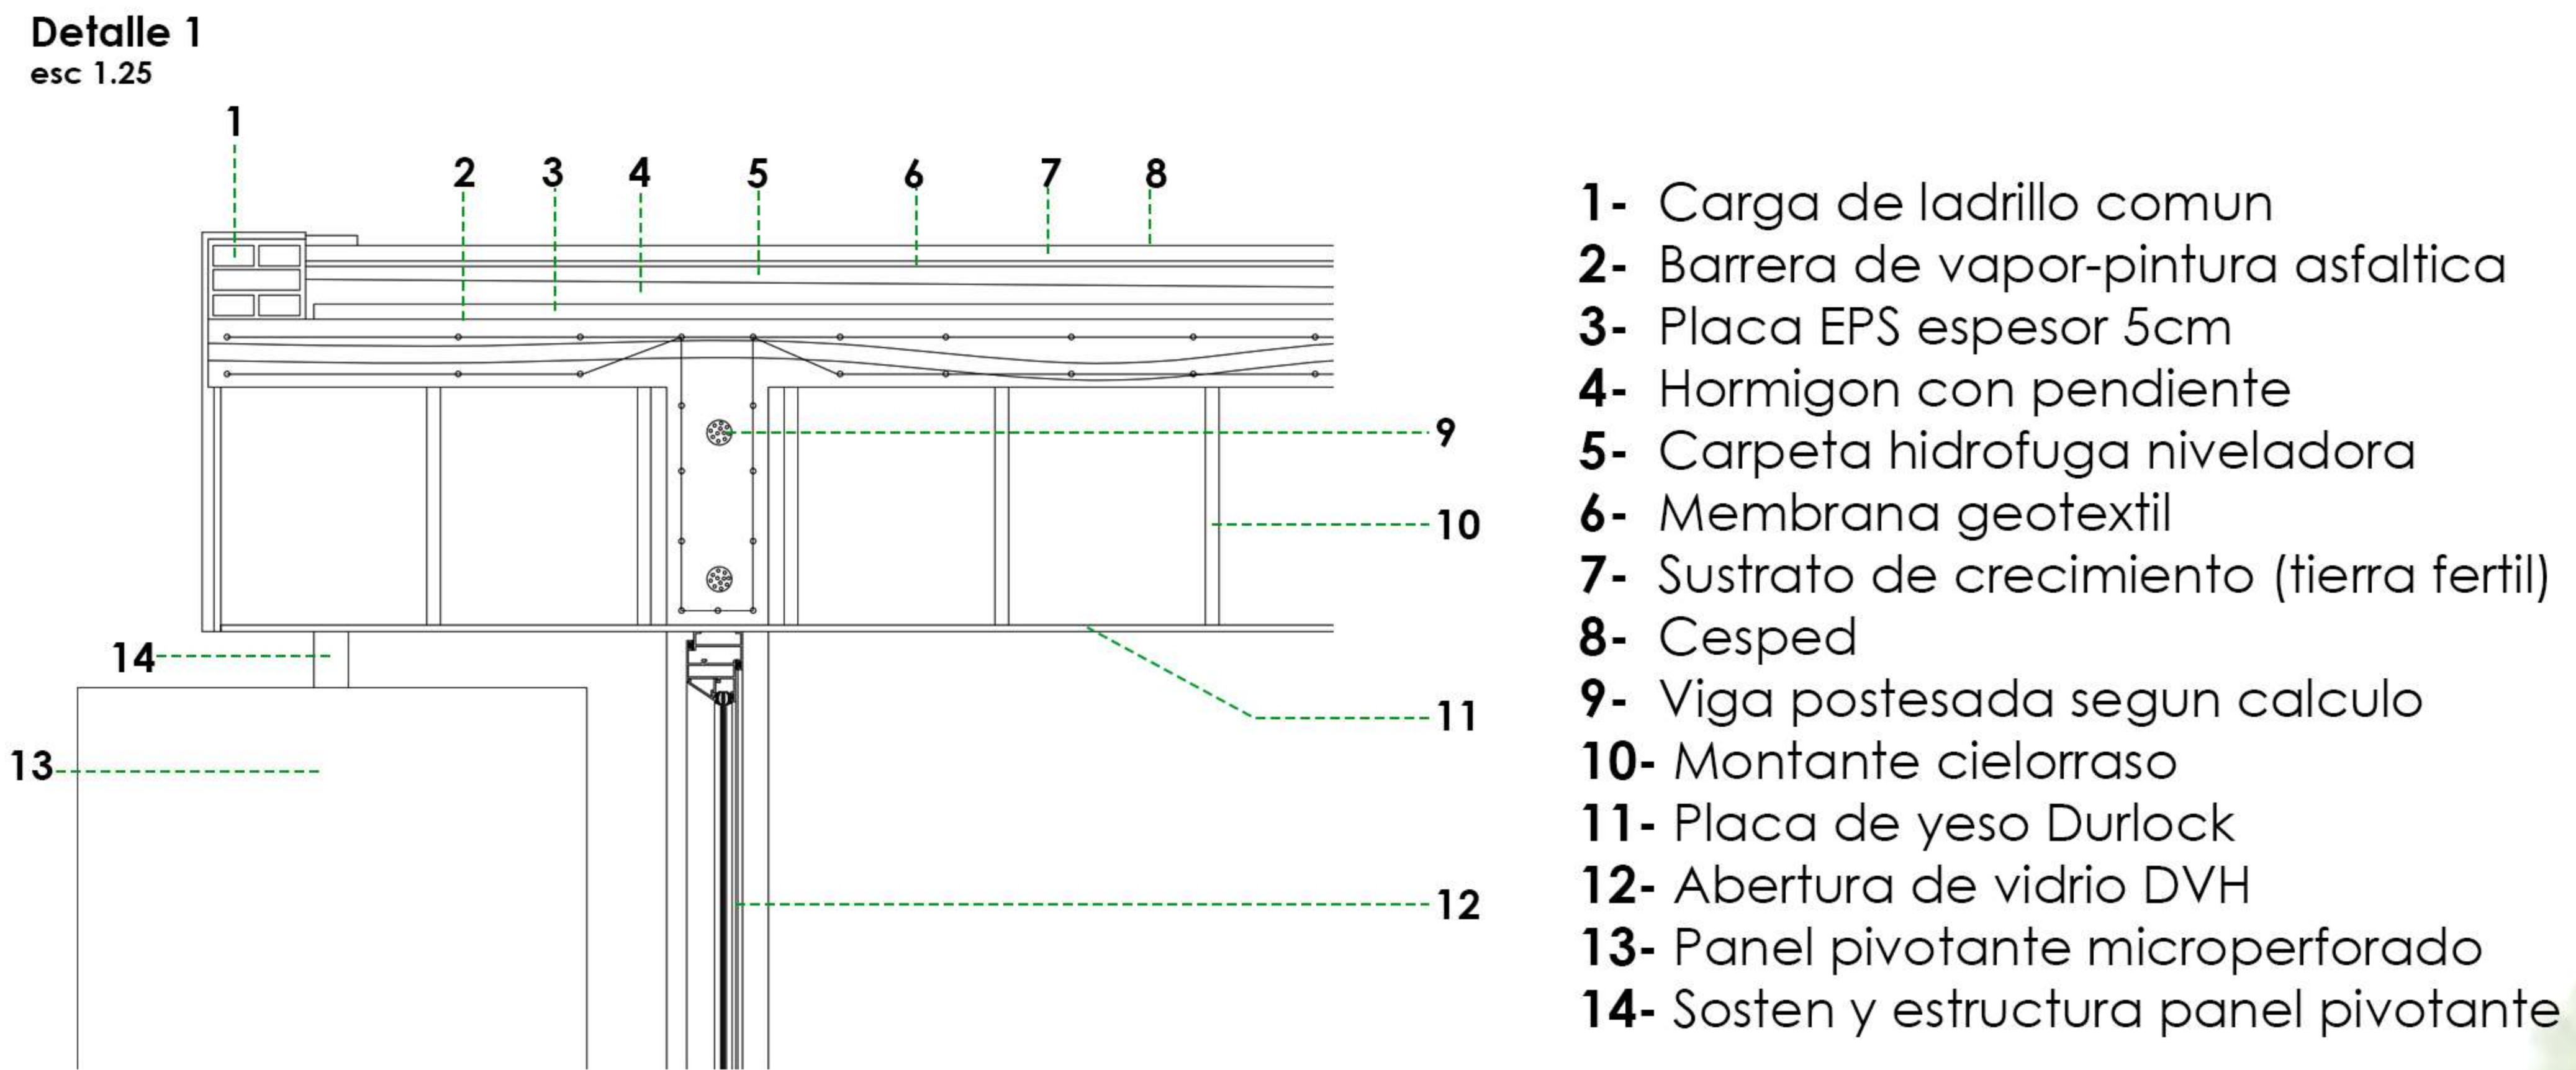 Detalle 1
esc 1.25
1
2 3 4 5 6 7 8
9
10
14
11
13
12
1- Carga de ladrillo comun
2- Barrera de vapor-pintura asfaltica
3- Placa EPS espesor 5cm
4- Hormigon con pendiente
5- Carpeta hidrofuga niveladora
6- Membrana geotextil
7- Sustrato de crecimiento (tierra fertil)
8- Cesped
9- Viga postesada segun calculo
10- Montante cielorraso
11- Placa de yeso Durlock
12- Abertura de vidrio DVH
13- Panel pivotante microperforado
14- Sosten y estructura panel pivotante